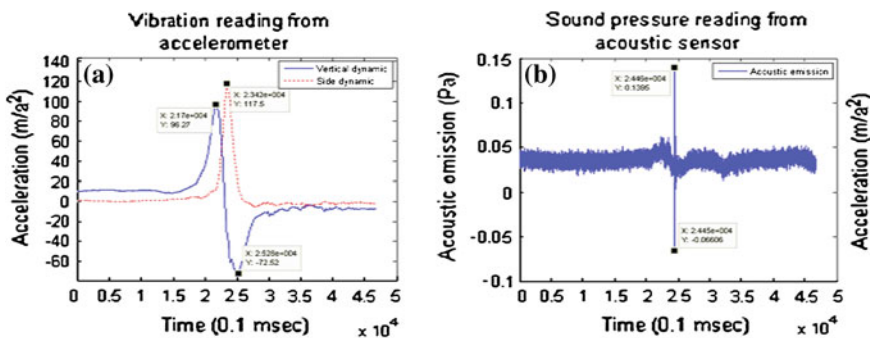 Vibration reading from
accelerometer
(a)
Vertical dynamic
Side dynamic
X: 2.342e+004
Y: 117.5
X: 2.17e+004
Y: 96.27
X: 2.526e+004
Y: -72.52
Acceleration (m/a²)
140
120
100
80
60
40
20
0
-20
-40
-60
0 0.5 1 1.5 2 2.5 3 3.5 4 4.5 5
Time (0.1 msec)
x 10⁴
Sound pressure reading from
acoustic sensor
(b)
Acoustic emission
X: 2.446e+004
Y: 0.1395
X: 2.445e+004
Y: -0.06606
Acoustic emission (Pa)
0.15
0.1
0.05
0
-0.05
-0.1
0 0.5 1 1.5 2 2.5 3 3.5 4 4.5 5
Time (0.1 msec)
x 10⁴
Acceleration (m/a²)